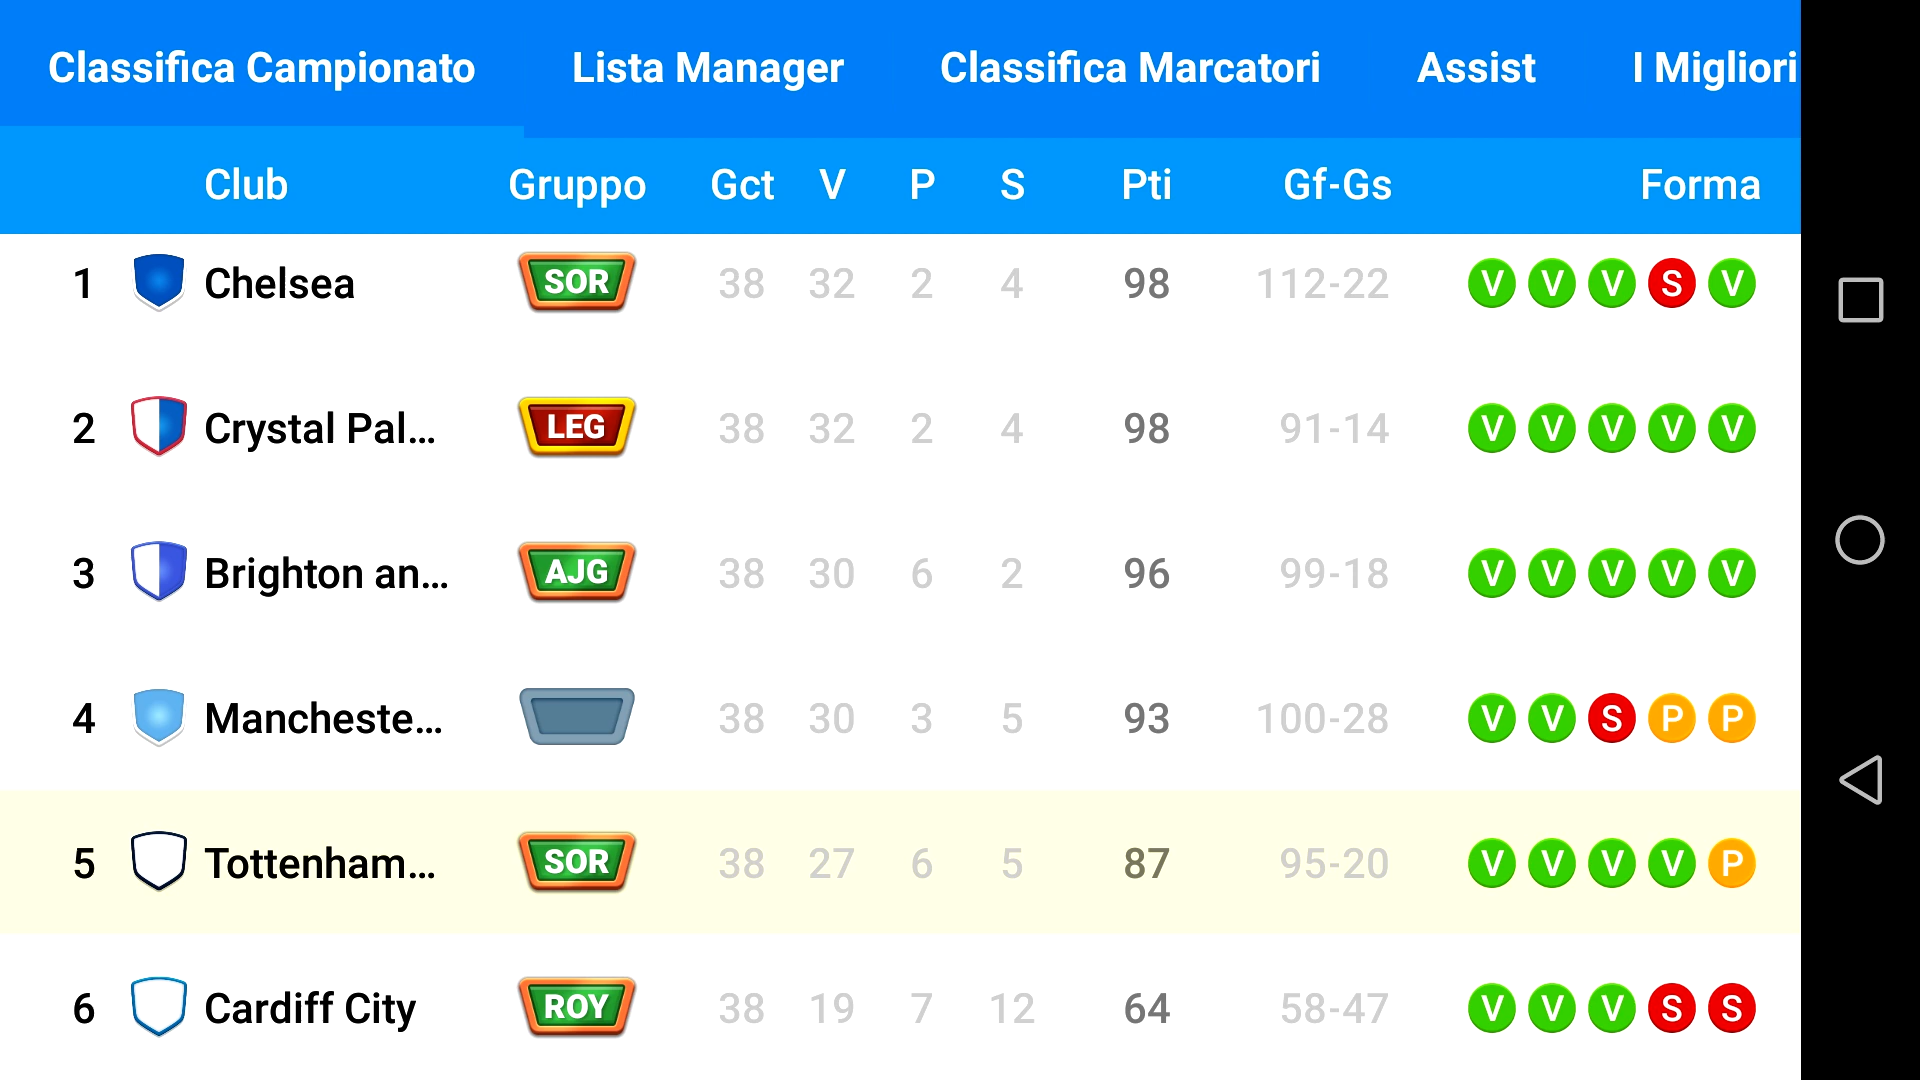 Classifica Campionato Lista Manager Classifica Marcatori Assist I Migliori
Club Gruppo Gct V P S Pti Gf-Gs Forma
1 Chelsea SOR 38 32 2 4 98 112-22 V V V S V
2 Crystal Pal... LEG 38 32 2 4 98 91-14 V V V V V
3 Brighton an... AJG 38 30 6 2 96 99-18 V V V V V
4 Mancheste... 38 30 3 5 93 100-28 V V S P P
5 Tottenham... SOR 38 27 6 5 87 95-20 V V V V P
6 Cardiff City ROY 38 19 7 12 64 58-47 V V V S S